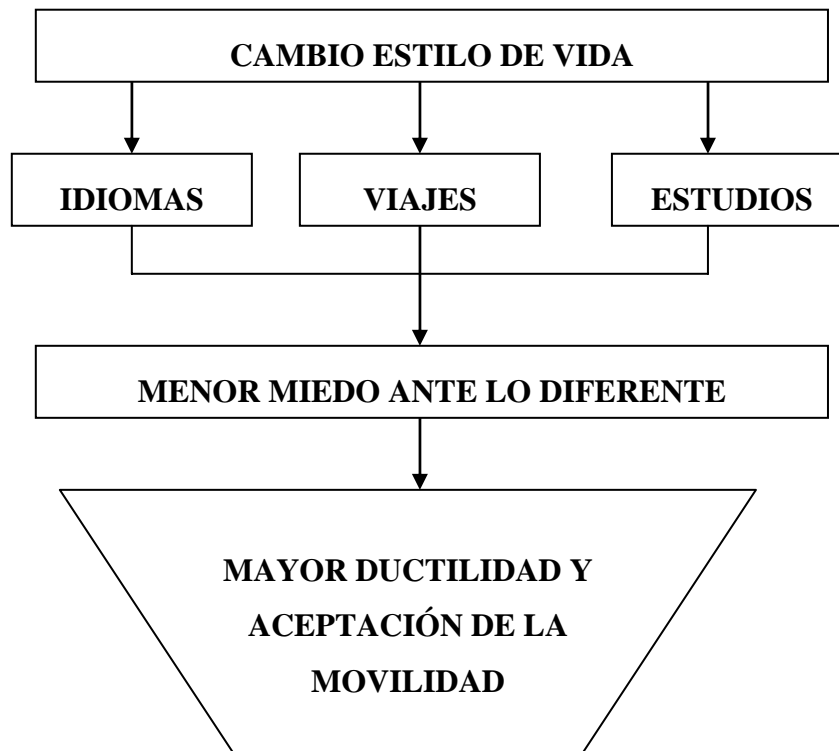 CAMBIO ESTILO DE VIDA
IDIOMAS
VIAJES
ESTUDIOS
MENOR MIEDO ANTE LO DIFERENTE
MAYOR DUCTILIDAD Y
ACEPTACIÓN DE LA
MOVILIDAD